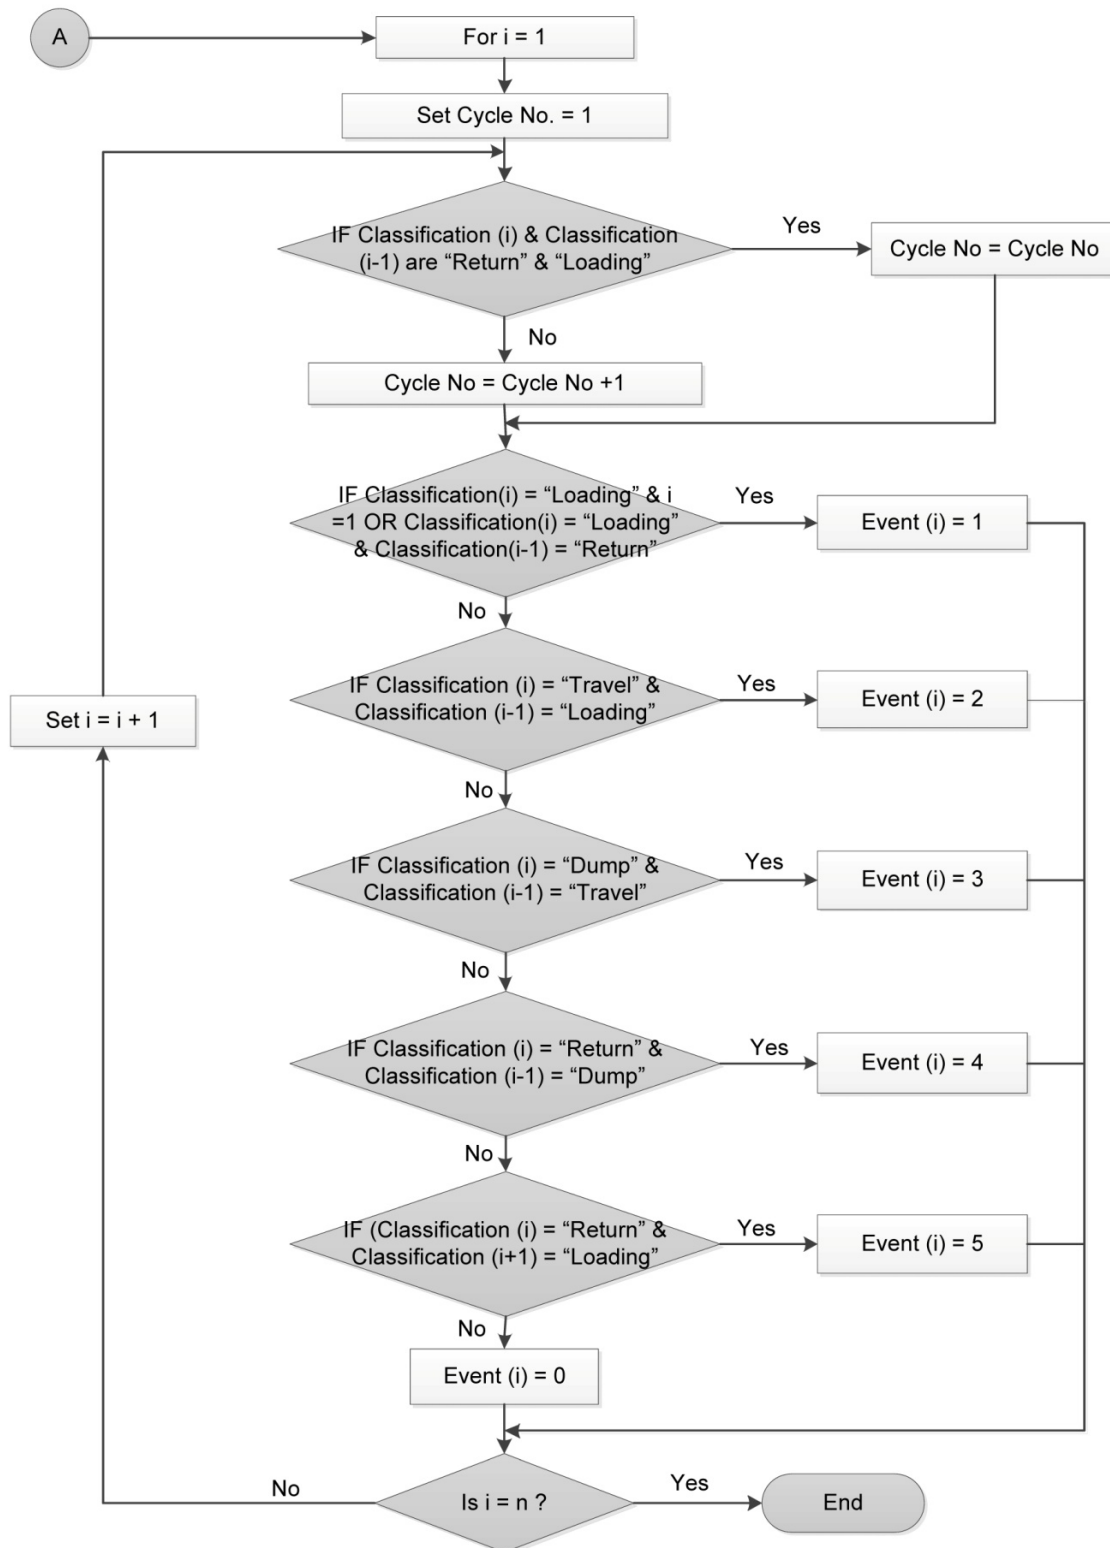 A
For i = 1
Set Cycle No. = 1
IF Classification (i) & Classification
(i-1) are “Return” & “Loading”
Yes
Cycle No = Cycle No
No
Cycle No = Cycle No +1
IF Classification(i) = “Loading” & i
=1 OR Classification(i) = “Loading”
& Classification(i-1) = “Return”
Yes
Event (i) = 1
No
IF Classification (i) = “Travel” &
Classification (i-1) = “Loading”
Yes
Event (i) = 2
Set i = i + 1
No
IF Classification (i) = “Dump” &
Classification (i-1) = “Travel”
Yes
Event (i) = 3
No
IF Classification (i) = “Return” &
Classification (i-1) = “Dump”
Yes
Event (i) = 4
No
IF (Classification (i) = “Return” &
Classification (i+1) = “Loading”
Yes
Event (i) = 5
No
Event (i) = 0
No
Is i = n ?
Yes
End